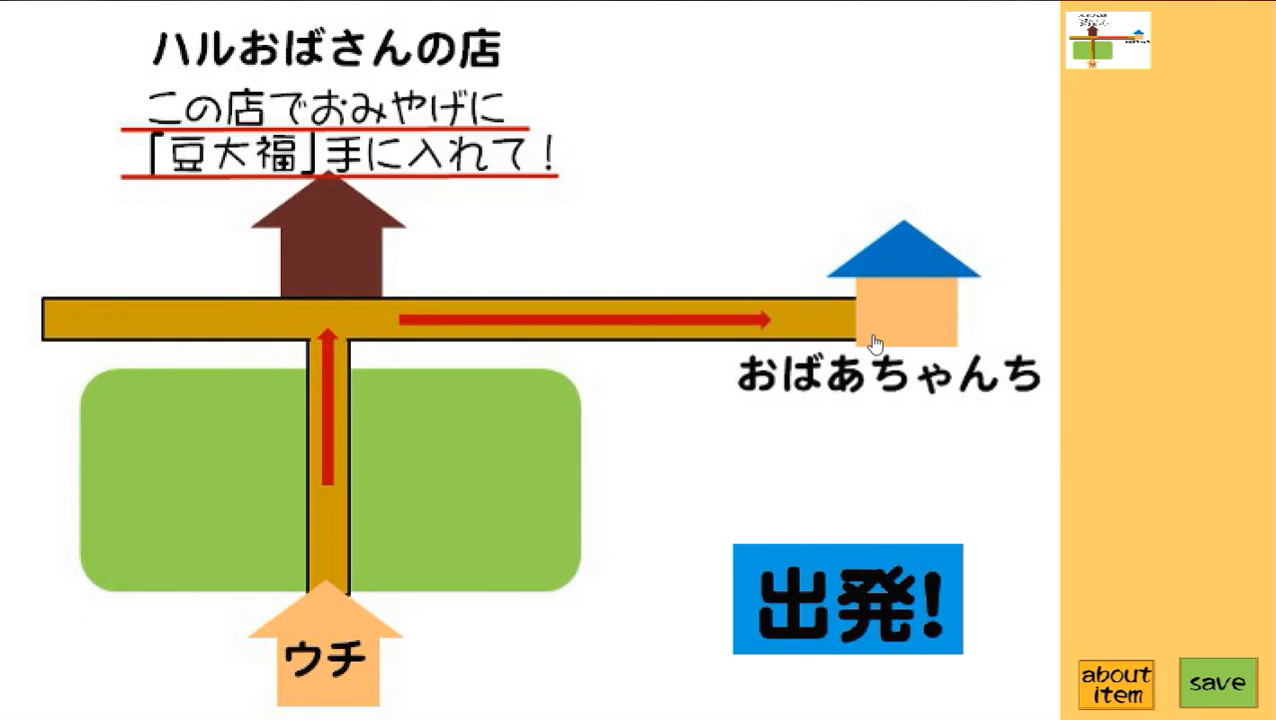 ハルおばさんの店
この店でおみやげに
「豆大福」手に入れて！
おばあちゃんち
出発!
ウチ
about
item
save